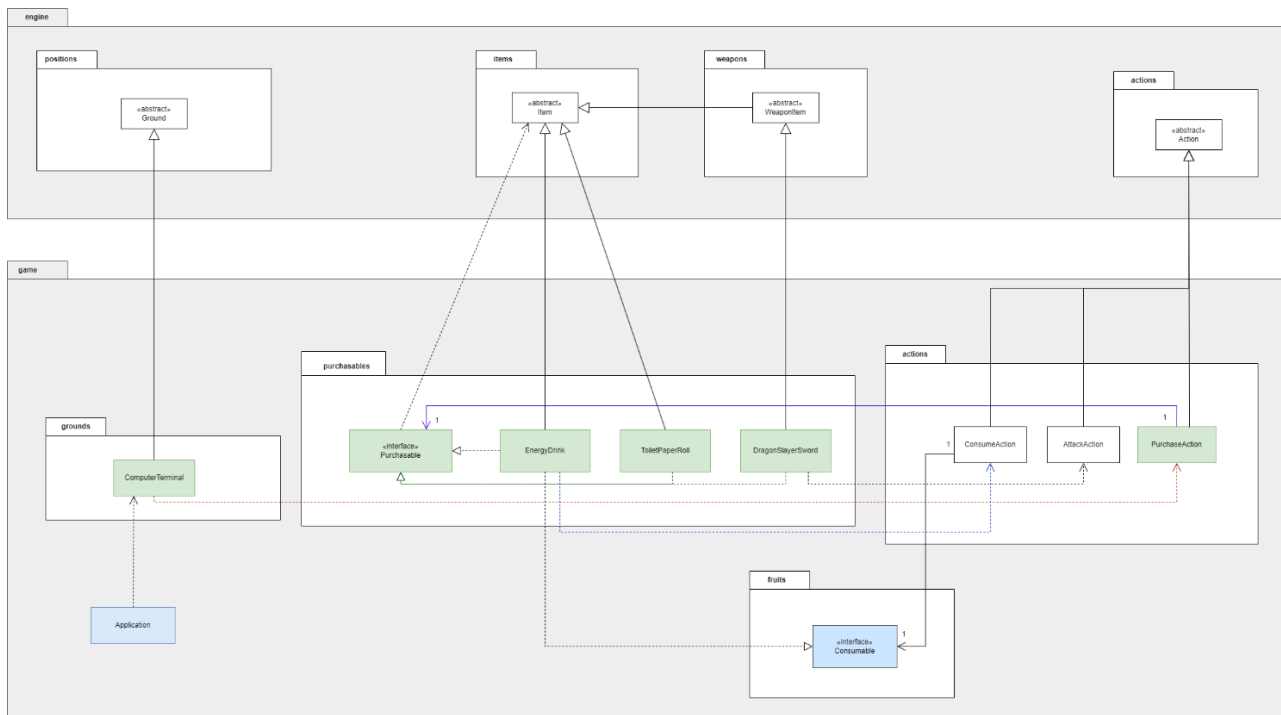 engine
positions
items
weapons
actions
«abstract»
Ground
«abstract»
Item
«abstract»
WeaponItem
«abstract»
Action
game
purchasables
actions
grounds
1
1
«interface»
Purchasable
EnergyDrink
ToiletPaperRoll
DragonSlayerSword
1
ConsumeAction
AttackAction
PurchaseAction
ComputerTerminal
fruits
Application
1
«interface»
Consumable